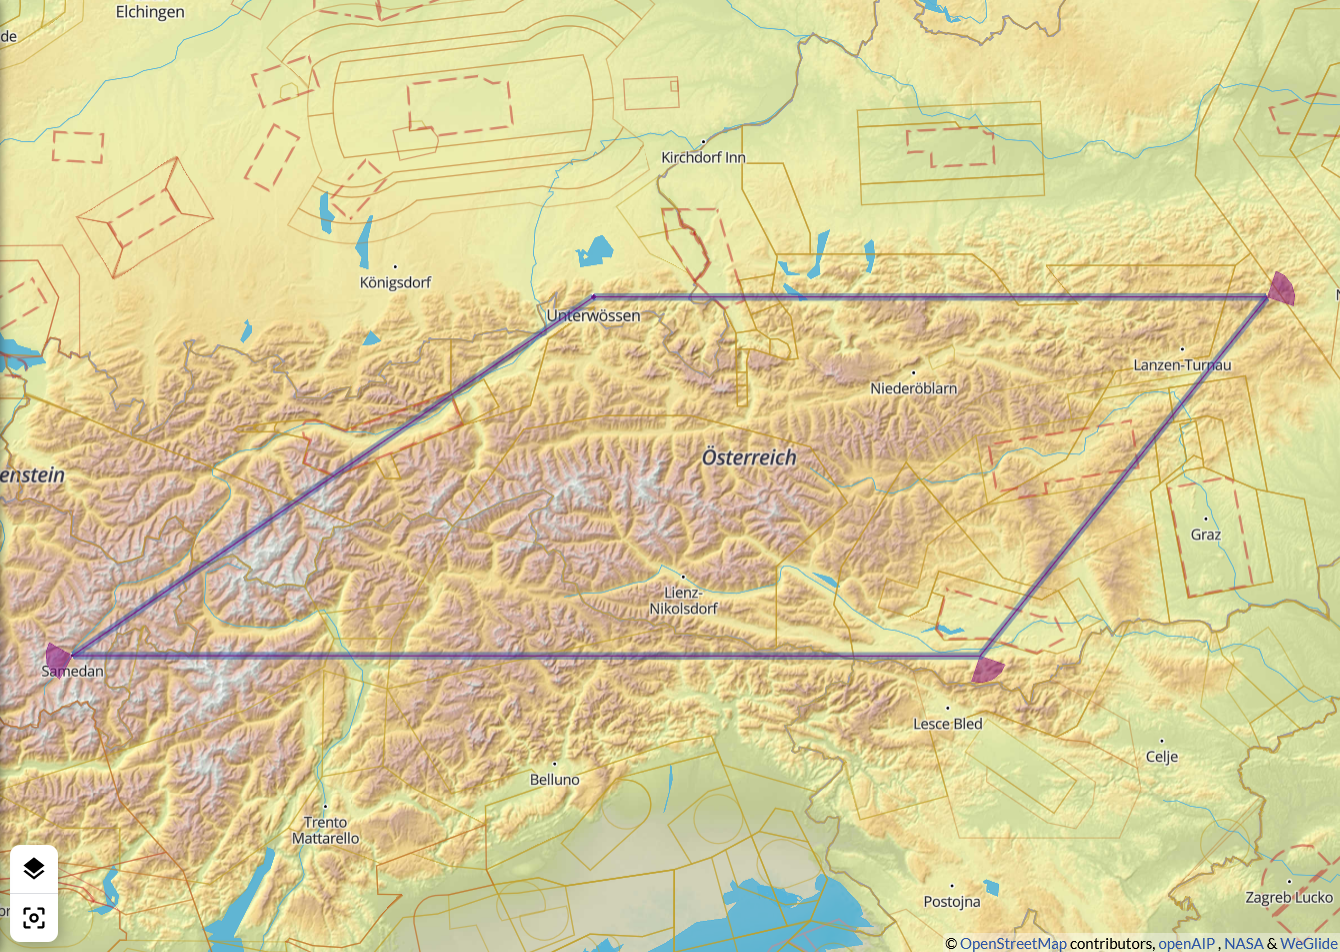 Elchingen
de
Kirchdorf Inn
Königsdorf
Unterwössen
Lanzen-Turnau
Niederöblarn
Österreich
enstein
Graz
Lienz-
Nikolsdorf
Samedan
Lesce Bled
Celje
Belluno
Trento
Mattarello
Zagreb Lucko
Postojna
© OpenStreetMap contributors, openAIP , NASA & WeGlide